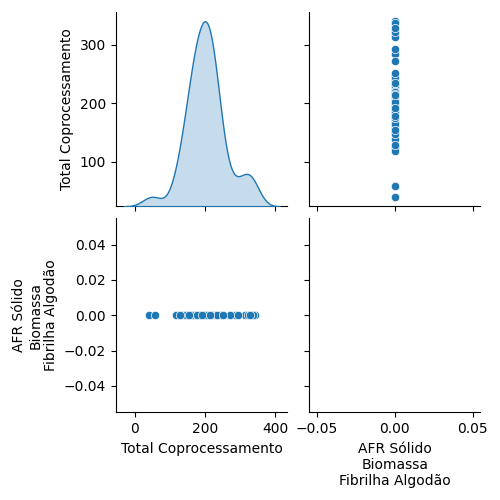 Total Coprocessamento
300
200
100
AFR Sólido
Biomassa
Fibrilha Algodão
0.04
0.02
0.00
−0.02
−0.04
0
200
400
Total Coprocessamento
−0.05
0.00
0.05
AFR Sólido
Biomassa
Fibrilha Algodão